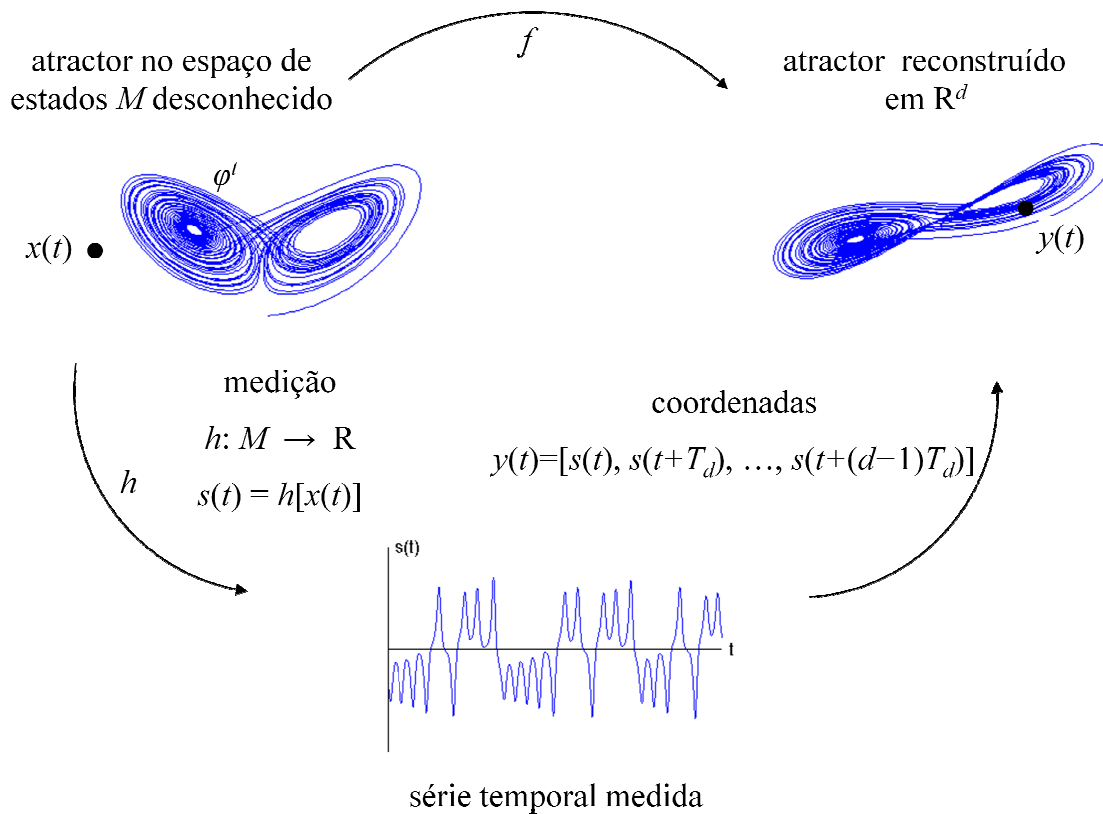 f
atractor no espaço de
estados M desconhecido
atractor reconstruído
em R^d
φ^t
x(t)
y(t)
medição
h: M → R
s(t) = h[x(t)]
h
coordenadas
y(t)=[s(t), s(t+T_d), …, s(t+(d−1)T_d)]
s(t)
t
série temporal medida